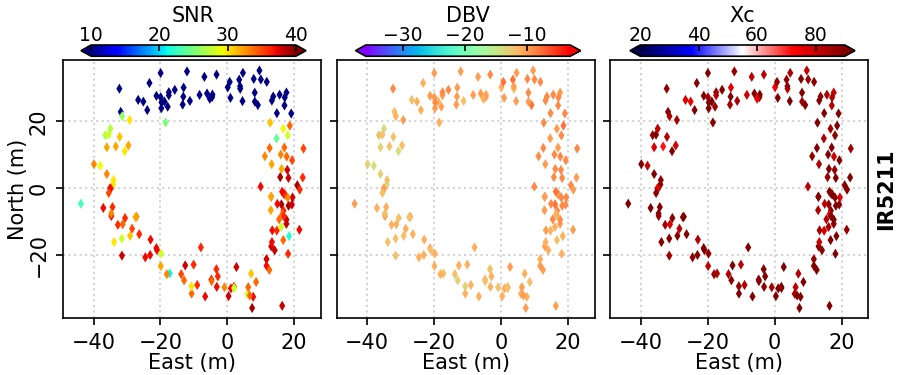 SNR DBV Xc
10 20 30 40 −30 −20 −10 20 40 60 80
North (m)
20
0
−20
IR5211
−40 −20 0 20 −40 −20 0 20 −40 −20 0 20
East (m) East (m) East (m)